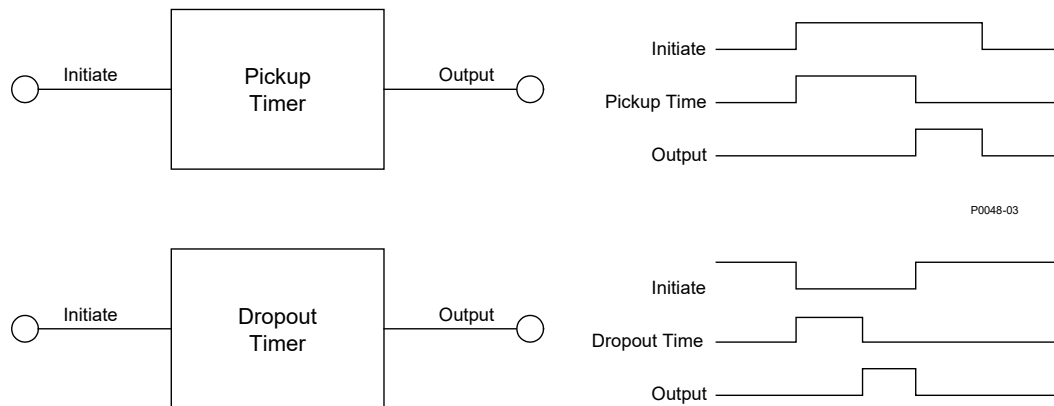 Initiate
Pickup
Timer
Output
Initiate
Pickup Time
Output
P0048-03
Initiate
Dropout
Timer
Output
Initiate
Dropout Time
Output